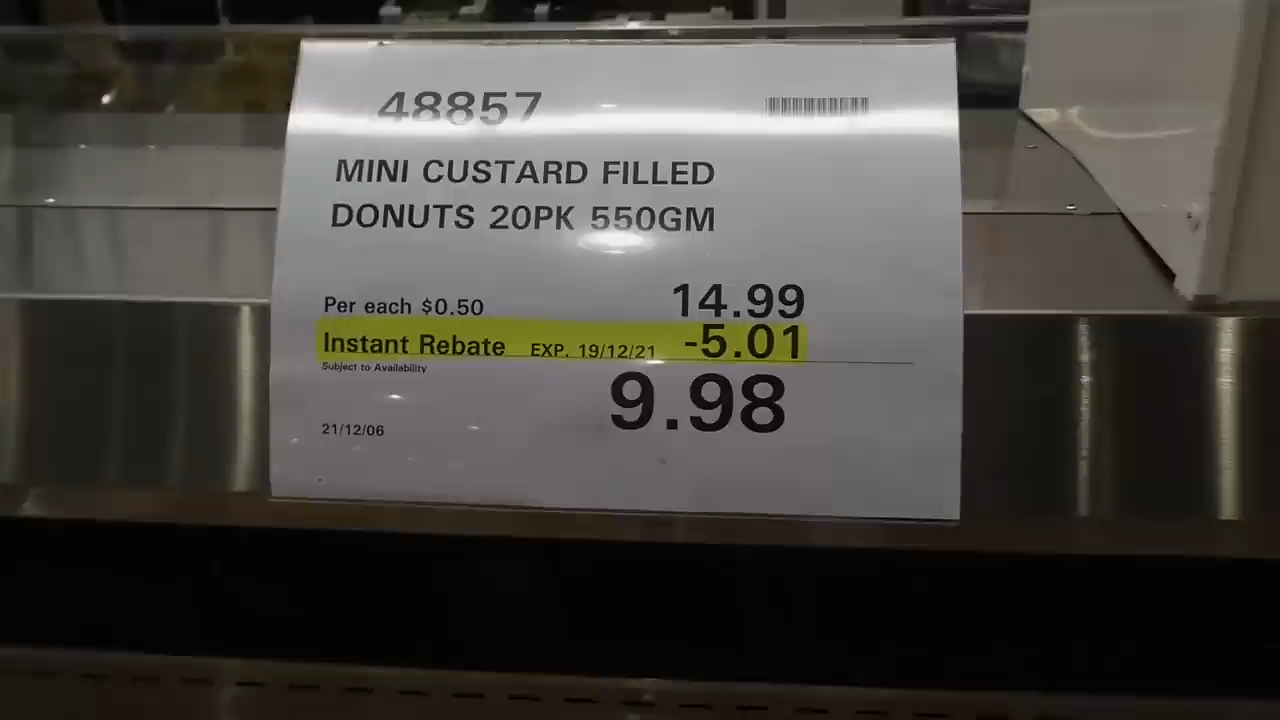 48857
MINI CUSTARD FILLED
DONUTS 20PK 550GM
Per each $0.50 14.99
Instant Rebate EXP. 19/12/21 -5.01
Subject to Availability
9.98
21/12/06